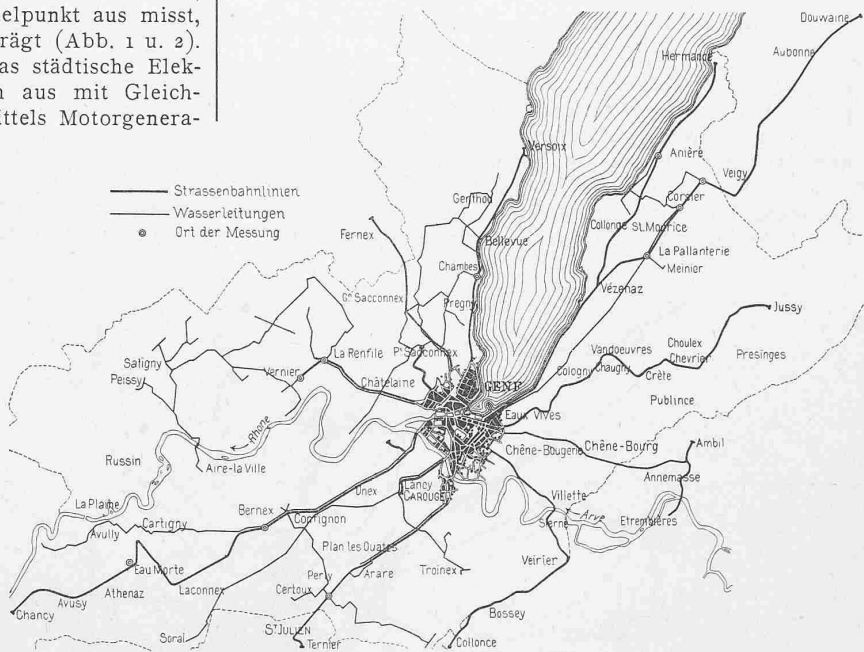 elpunkt aus misst,
rägt (Abb. 1 u. 2).
as städtische Elek-
n aus mit Gleich-
ittels Motorgenera-
Strassenbahnlinien
Wasserleitungen
Ort der Messung
Douvaine
Aubonne
Hermance
Versoix
Anière
Veigy
Genthod
Corsier
Fernex
Bellevue
Collonge
St. Maurice
La Pallanterie
Chambesy
Meinier
Gd. Sacconnex
Pregny
Vézenaz
Jussy
Pt. Sacconnex
La Renfile
Vandoeuvres
Choulex
Satigny
Chevrier
Presinges
Vernier
Cologny
Chougny
Peissy
Châtelaine
GENF
Crète
Publince
Eaux Vives
Rhone
Chêne-Bourg
Ambil
Chêne-Bougerie
Russin
Aire-la-Ville
Annemasse
Onex
Lancy
CAROUGE
Villette
La Plaine
Bernex
Arve
Cartigny
Confignon
Sierne
Etrembières
Avully
Plan les Ouates
Veirier
Eau Morte
Perly
Arare
Troinex
Athenaz
Laconnex
Certoux
Avusy
Bossey
Chancy
Soral
ST JULIEN
Ternier
Collonce